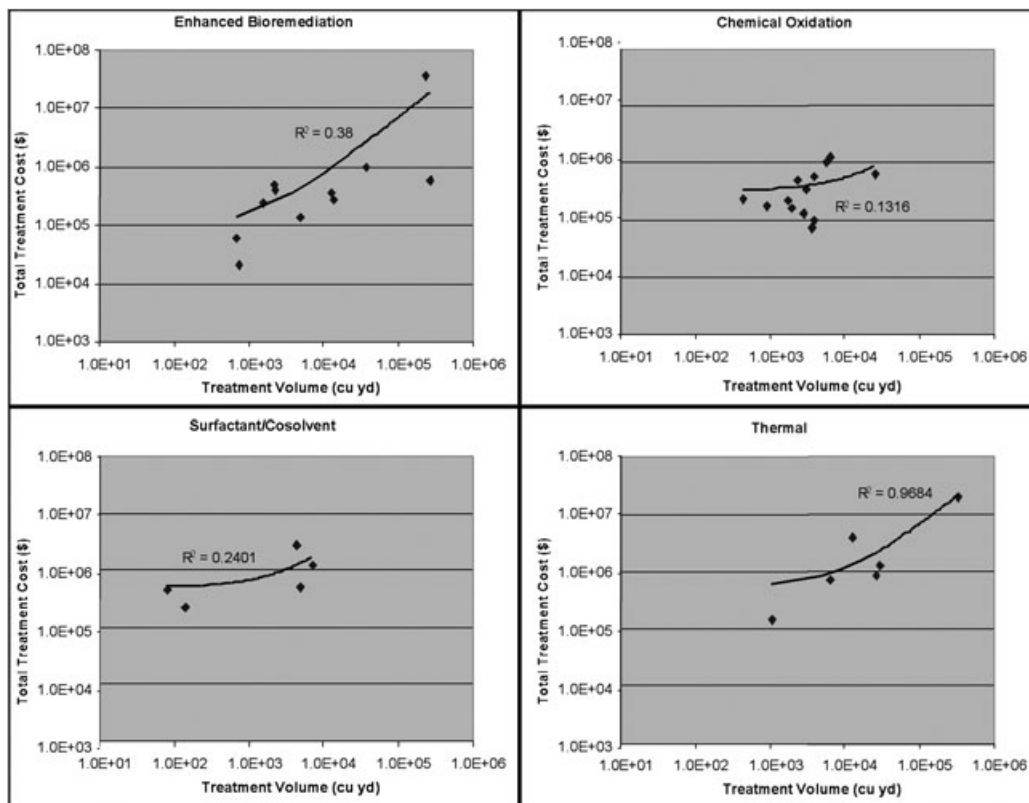 Enhanced Bioremediation
1.0E+08
1.0E+07
1.0E+06
1.0E+05
1.0E+04
1.0E+03
Total Treatment Cost ($)
R² = 0.38
1.0E+01 1.0E+02 1.0E+03 1.0E+04 1.0E+05 1.0E+06
Treatment Volume (cu yd)
Chemical Oxidation
1.0E+08
1.0E+07
1.0E+06
1.0E+05
1.0E+04
1.0E+03
Total Treatment Cost ($)
R² = 0.1316
1.0E+01 1.0E+02 1.0E+03 1.0E+04 1.0E+05 1.0E+06
Treatment Volume (cu yd)
Surfactant/Cosolvent
1.0E+08
1.0E+07
1.0E+06
1.0E+05
1.0E+04
1.0E+03
Total Treatment Cost ($)
R² = 0.2401
1.0E+01 1.0E+02 1.0E+03 1.0E+04 1.0E+05 1.0E+06
Treatment Volume (cu yd)
Thermal
1.0E+08
1.0E+07
1.0E+06
1.0E+05
1.0E+04
1.0E+03
Total Treatment Cost ($)
R² = 0.9684
1.0E+01 1.0E+02 1.0E+03 1.0E+04 1.0E+05 1.0E+06
Treatment Volume (cu yd)